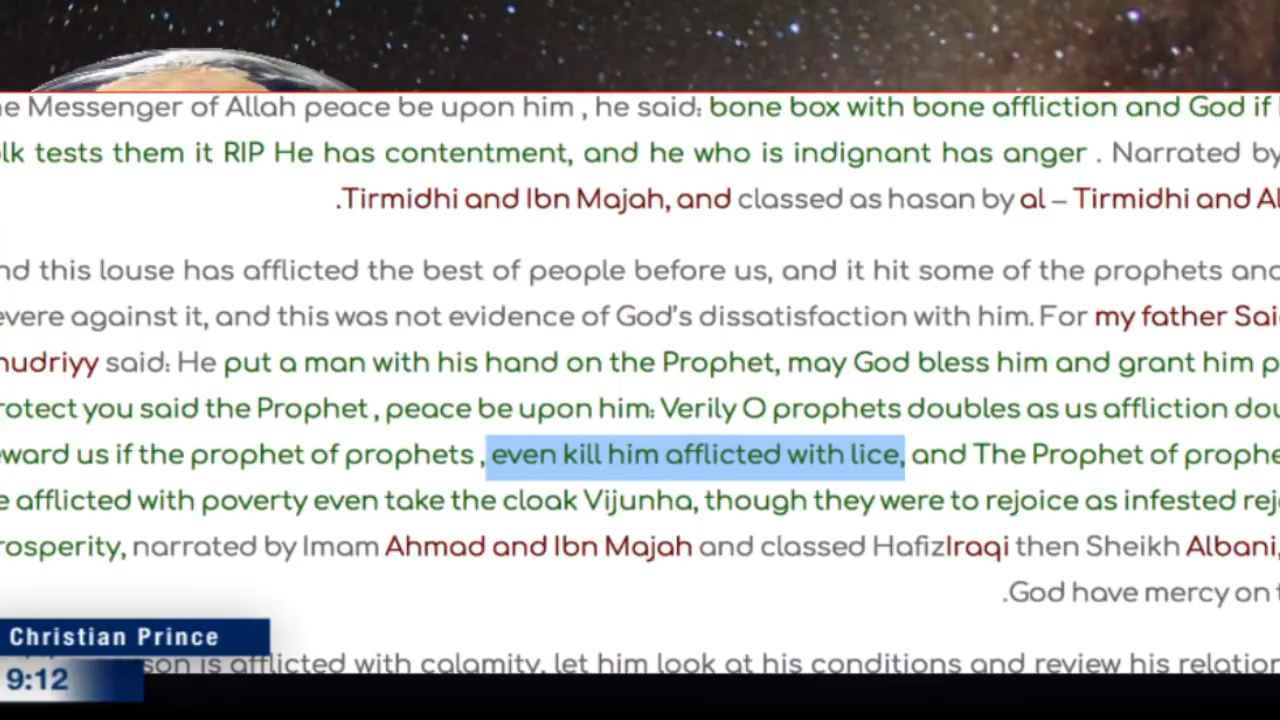 Messenger of Allah peace be upon him , he said: bone box with bone affliction and God if
tests them it RIP He has contentment, and he who is indignant has anger . Narrated by
.Tirmidhi and Ibn Majah, and classed as hasan by al – Tirmidhi and Al
this louse has afflicted the best of people before us, and it hit some of the prophets and
against it, and this was not evidence of God's dissatisfaction with him. For my father
said: He put a man with his hand on the Prophet, may God bless him and grant him p
you said the Prophet , peace be upon him: Verily O prophets doubles as us affliction dou
us if the prophet of prophets , even kill him afflicted with lice, and The Prophet of prophe
afflicted with poverty even take the cloak Vijunha, though they were to rejoice as infested rej
rosperity, narrated by Imam Ahmad and Ibn Majah and classed HafizIraqi then Sheikh Albani,
.God have mercy on
Christian Prince
son is afflicted with calamity, let him look at his conditions and review his relation
9:12